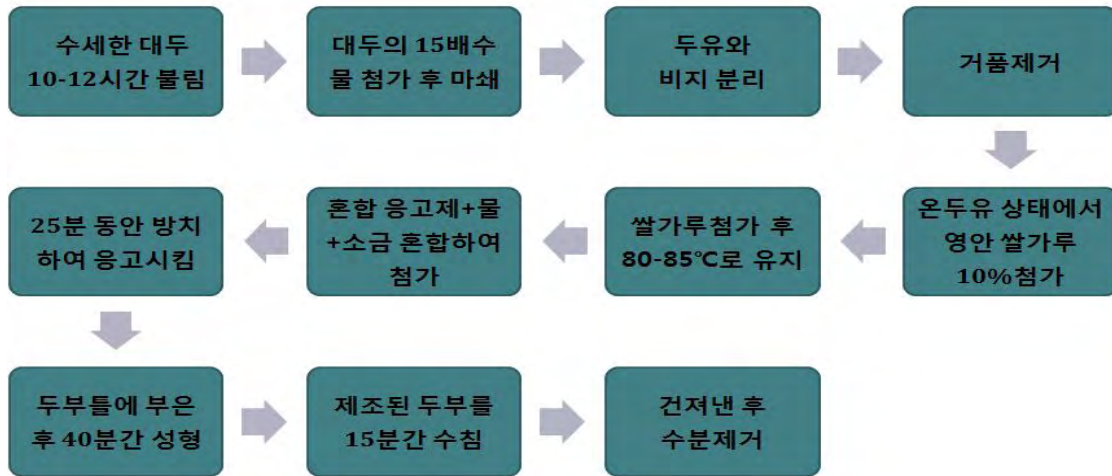 수세한 대두
10-12시간 불림
대두의 15배수
물 첨가 후 마쇄
두유와
비지 분리
거품제거
온두유 상태에서
영안 쌀가루
10%첨가
쌀가루첨가 후
80-85℃로 유지
혼합 응고제+물
+소금 혼합하여
첨가
25분 동안 방치
하여 응고시킴
두부틀에 부은
후 40분간 성형
제조된 두부를
15분간 수침
건져낸 후
수분제거